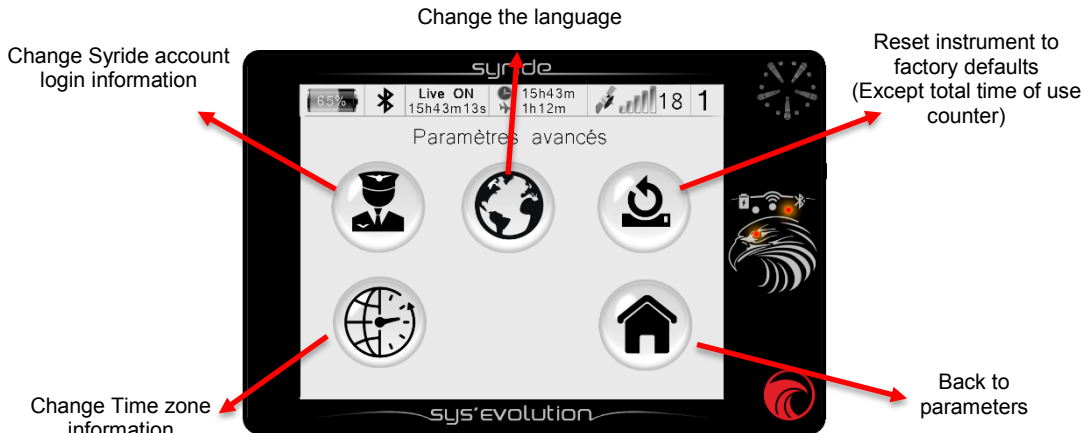 Change the language
Change Syride account
login information
Reset instrument to
factory defaults
(Except total time of use
counter)
syride
65%
Live ON
15h43m13s
15h43m
1h12m
18
1
Paramètres avancés
Change Time zone
information
Back to
parameters
sys'evolution